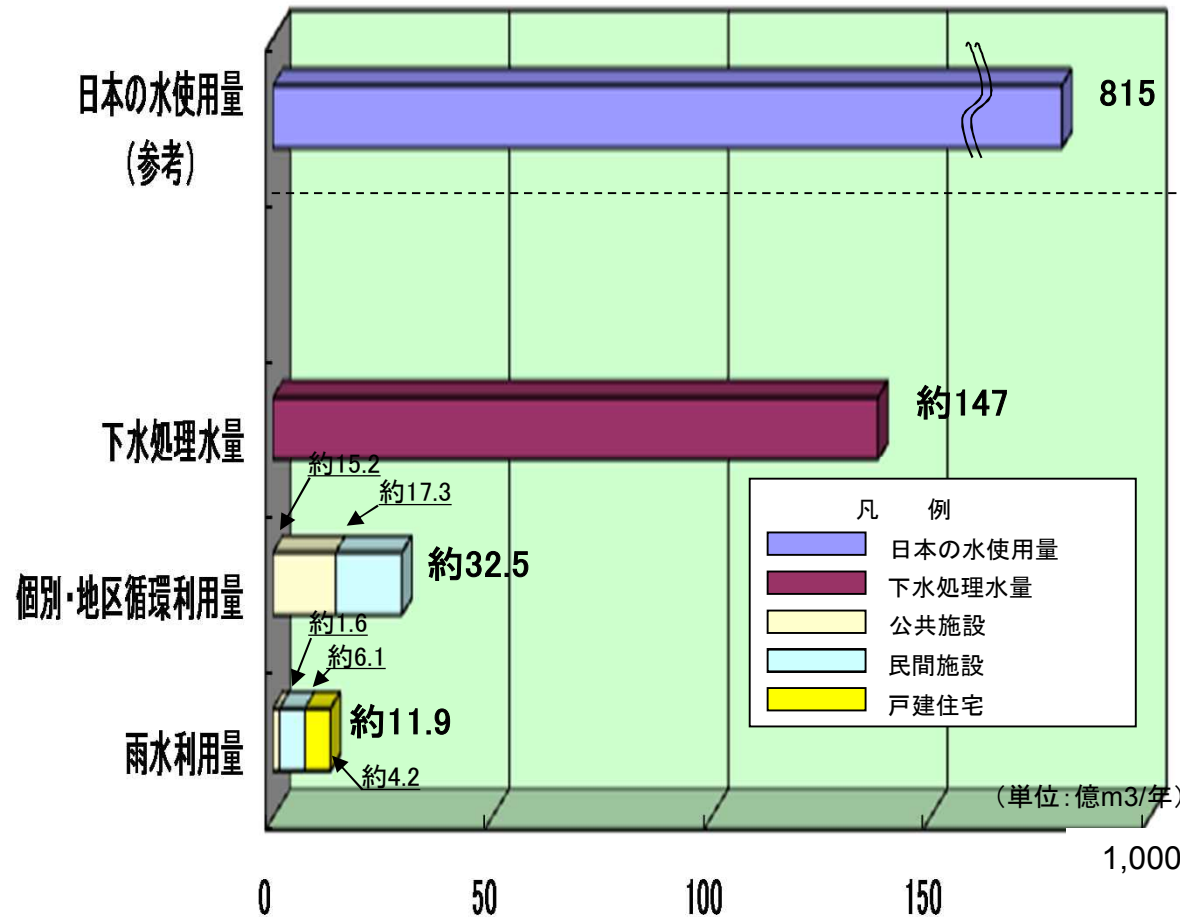 日本の水使用量
(参考)
815
下水処理水量
約147
約15.2
約17.3
個別・地区循環利用量
約32.5
約1.6
約6.1
雨水利用量
約11.9
約4.2
凡　例
日本の水使用量
下水処理水量
公共施設
民間施設
戸建住宅
（単位：億m3/年）
0
50
100
150
1,000